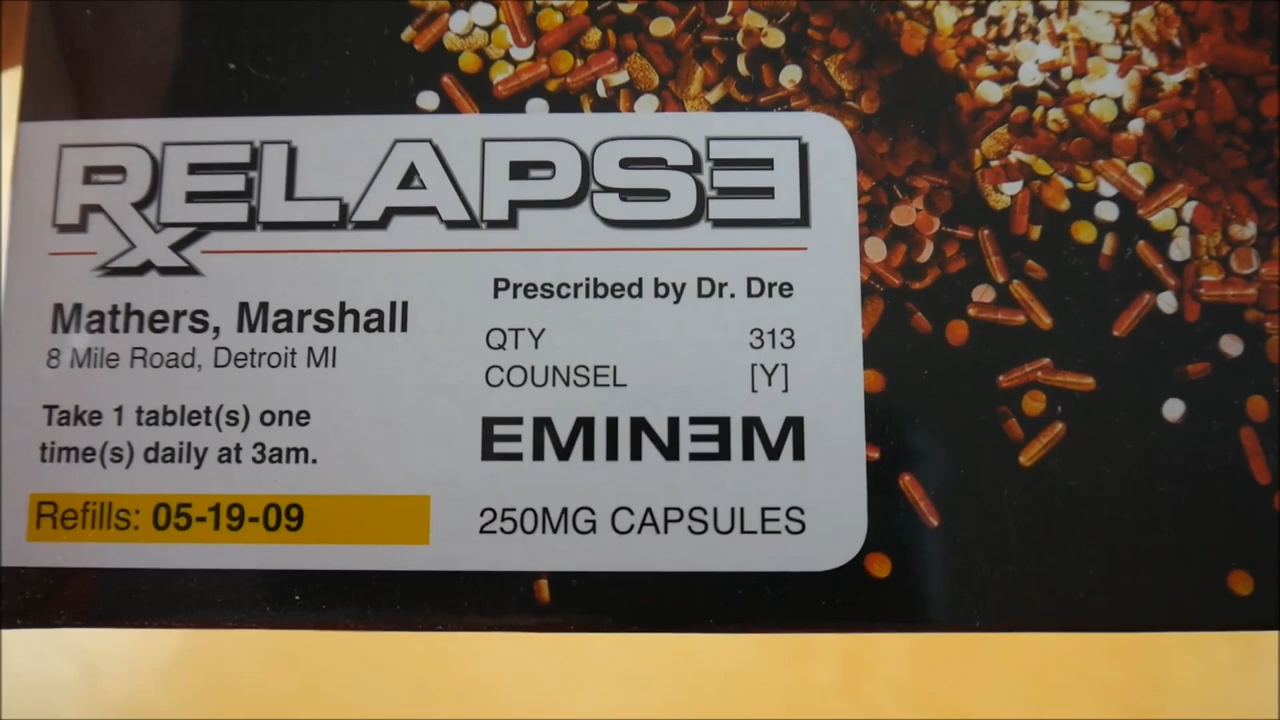 RELAPSE
Rx
Mathers, Marshall
8 Mile Road, Detroit MI
Take 1 tablet(s) one
time(s) daily at 3am.
Refills: 05-19-09
Prescribed by Dr. Dre
QTY 313
COUNSEL [Y]
EMINEM
250MG CAPSULES